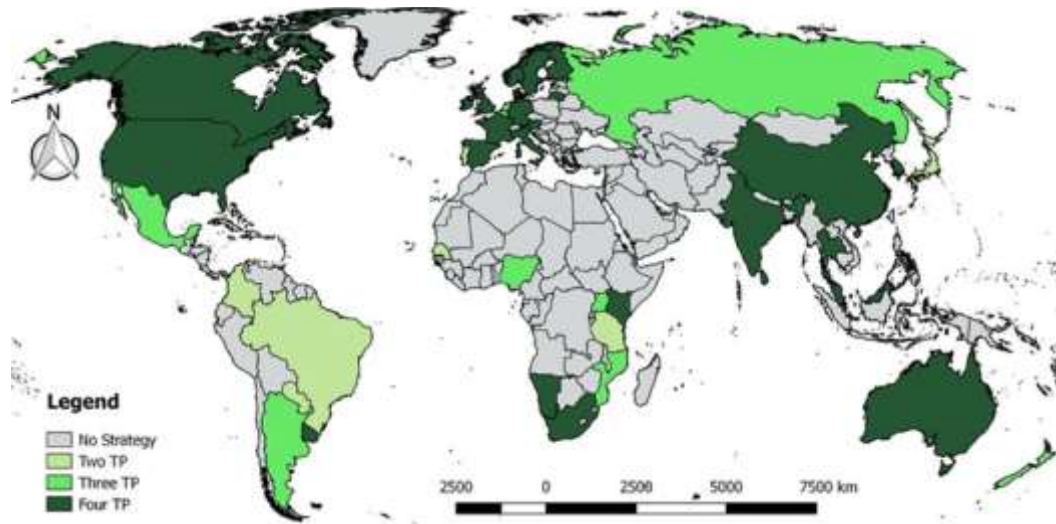 N
Legend
No Strategy
Two TP
Three TP
Four TP
2500 0 2500 5000 7500 km